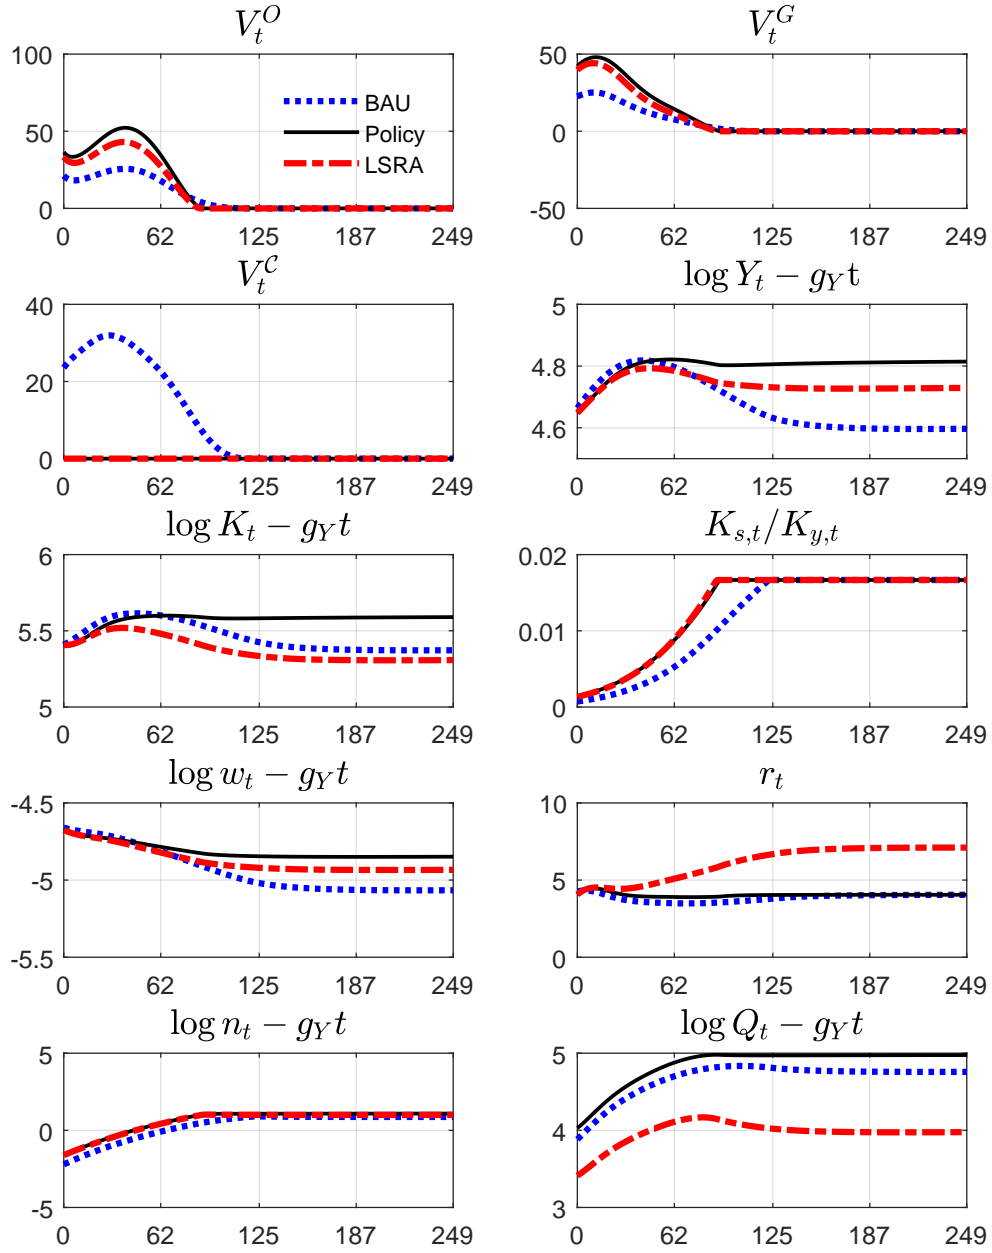 V_t^O
100
50
0
0 62 125 187 249
BAU
Policy
LSRA
V_t^G
50
0
-50
0 62 125 187 249
V_t^𝒞
40
20
0
0 62 125 187 249
log Y_t − g_Y t
5
4.8
4.6
0 62 125 187 249
log K_t − g_Y t
6
5.5
5
0 62 125 187 249
K_{s,t}/K_{y,t}
0.02
0.01
0
0 62 125 187 249
log w_t − g_Y t
-4.5
-5
-5.5
0 62 125 187 249
r_t
10
5
0
0 62 125 187 249
log n_t − g_Y t
5
0
-5
0 62 125 187 249
log Q_t − g_Y t
5
4
3
0 62 125 187 249